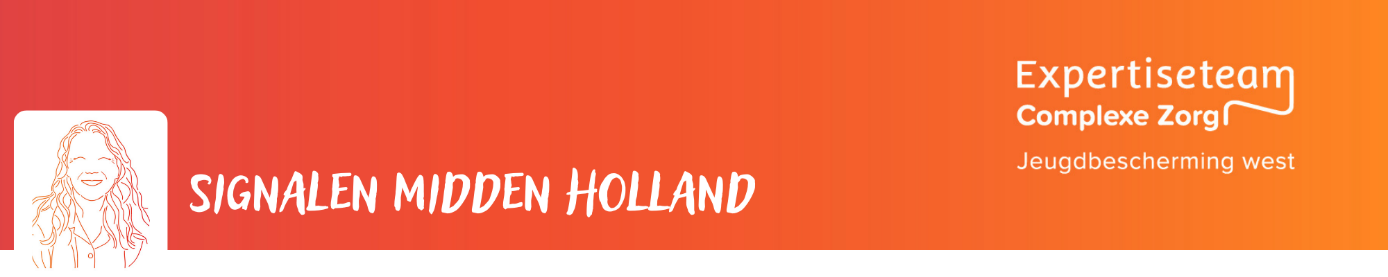 Expertiseteam
Complexe Zorg
Jeugdbescherming west
SIGNALEN MIDDEN HOLLAND